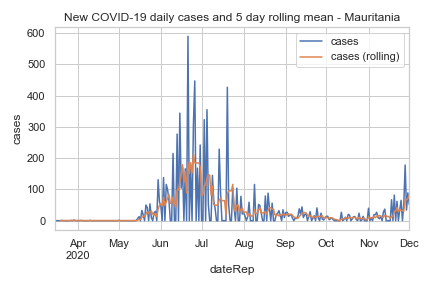 New COVID-19 daily cases and 5 day rolling mean - Mauritania
cases
cases (rolling)
600
500
400
300
200
100
0
cases
Apr May Jun Jul Aug Sep Oct Nov Dec
2020
dateRep